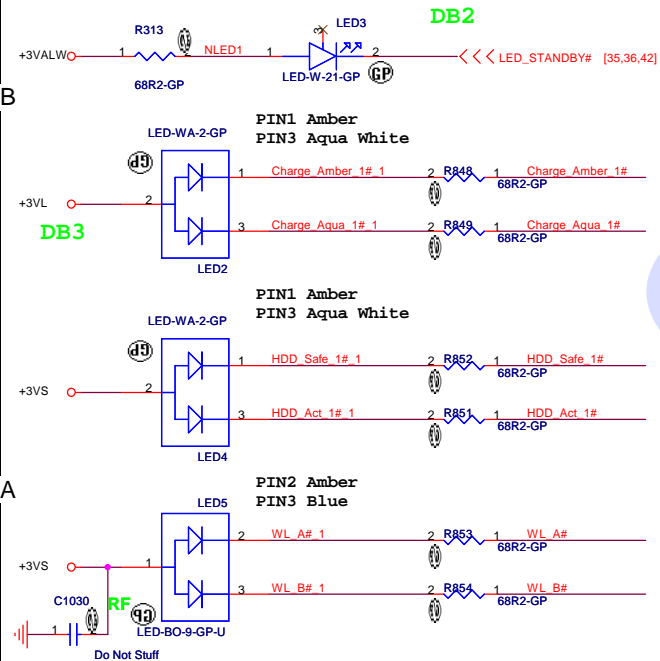 DB2
R313
LED3
+3VALW
1
2
NLED1
1
3
2
LED_STANDBY# [35,36,42]
68R2-GP
LED-W-21-GP
GP
B
PIN1 Amber
PIN3 Aqua White
LED-WA-2-GP
GP
1
Charge_Amber_1#_1
2
R848
1
Charge_Amber_1#
68R2-GP
+3VL
2
DB3
3
Charge_Aqua_1#_1
2
R849
1
Charge_Aqua_1#
68R2-GP
LED2
PIN1 Amber
PIN3 Aqua White
LED-WA-2-GP
GP
1
HDD_Safe_1#_1
2
R852
1
HDD_Safe_1#
68R2-GP
+3VS
2
3
HDD_Act_1#_1
2
R851
1
HDD_Act_1#
68R2-GP
LED4
A
PIN2 Amber
PIN3 Blue
LED5
2
WL_A#_1
2
R853
1
WL_A#
68R2-GP
+3VS
1
3
WL_B#_1
2
R854
1
WL_B#
68R2-GP
C1030
RF
GP
1
2
LED-BO-9-GP-U
Do Not Stuff